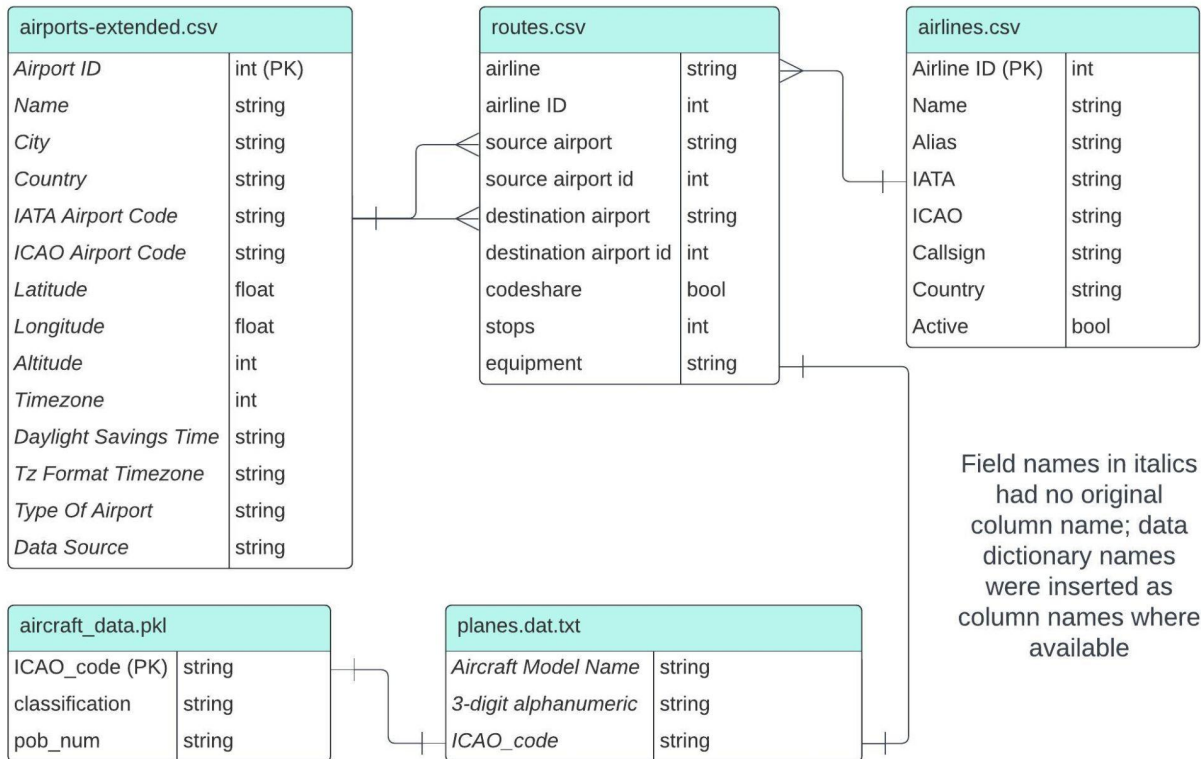 airports-extended.csv
Airport ID int (PK)
Name string
City string
Country string
IATA Airport Code string
ICAO Airport Code string
Latitude float
Longitude float
Altitude int
Timezone int
Daylight Savings Time string
Tz Format Timezone string
Type Of Airport string
Data Source string
routes.csv
airline string
airline ID int
source airport string
source airport id int
destination airport string
destination airport id int
codeshare bool
stops int
equipment string
airlines.csv
Airline ID (PK) int
Name string
Alias string
IATA string
ICAO string
Callsign string
Country string
Active bool
Field names in italics
had no original
column name; data
dictionary names
were inserted as
column names where
available
aircraft_data.pkl
ICAO_code (PK) string
classification string
pob_num string
planes.dat.txt
Aircraft Model Name string
3-digit alphanumeric string
ICAO_code string